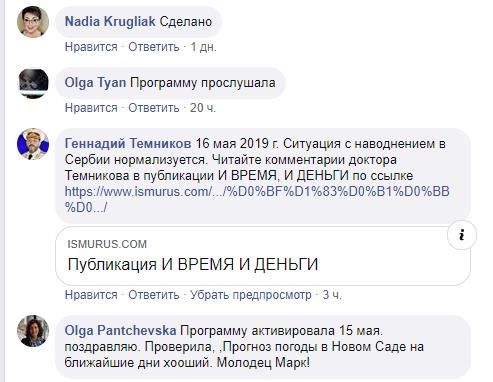 Nadia Krugliak Сделано
Нравится · Ответить · 1 дн.
Olga Tyan Программу прослушала
Нравится · Ответить · 20 ч.
Геннадий Темников 16 мая 2019 г. Ситуация с наводнением в
Сербии нормализуется. Читайте комментарии доктора
Темникова в публикации И ВРЕМЯ, И ДЕНЬГИ по ссылке
https://www.ismurus.com/.../%D0%BF%D1%83%D0%B1%D0%BB
%D0.../
i
ISMURUS.COM
Публикация И ВРЕМЯ И ДЕНЬГИ
Нравится · Ответить · Убрать предпросмотр · 3 ч.
Olga Pantchevska Программу активировала 15 мая.
поздравляю. Проверила, ,Прогноз погоды в Новом Саде на
ближайшие дни хооший. Молодец Марк!